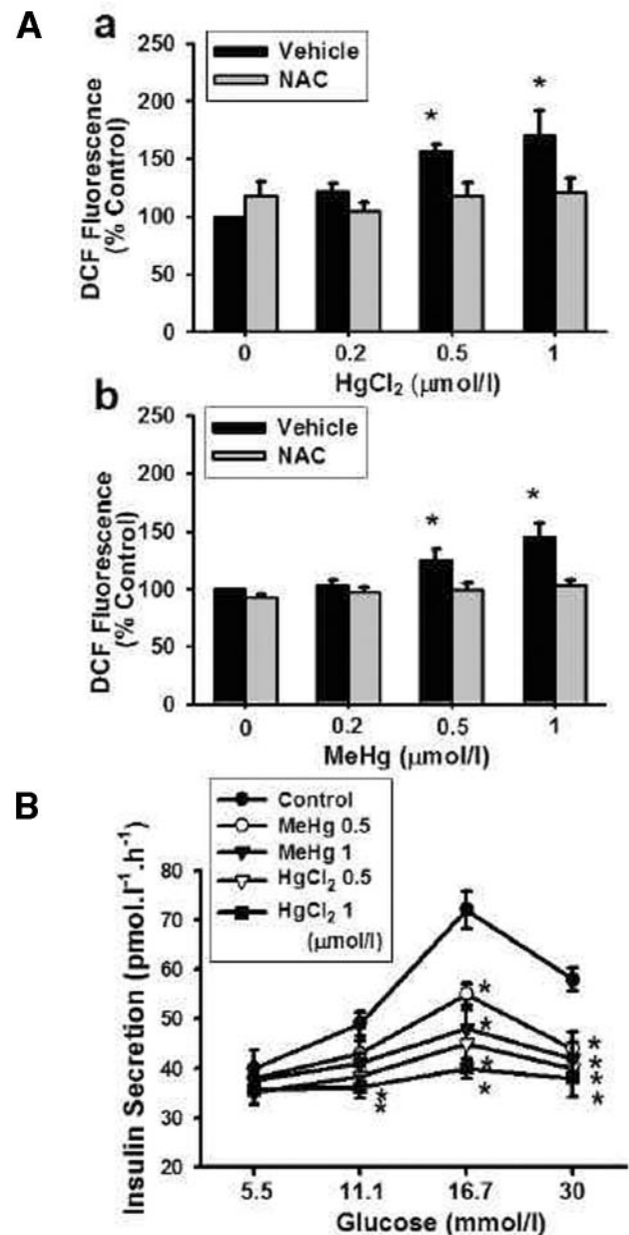 A
a
250
200
150
100
50
0
DCF Fluorescence
(% Control)
Vehicle
NAC
*
*
0 0.2 0.5 1
HgCl₂ (μmol/l)
b
250
200
150
100
50
0
DCF Fluorescence
(% Control)
Vehicle
NAC
*
*
0 0.2 0.5 1
MeHg (μmol/l)
B
Control
MeHg 0.5
MeHg 1
HgCl₂ 0.5
HgCl₂ 1
(μmol/l)
Insulin Secretion (pmol.l⁻¹.h⁻¹)
80
70
60
50
40
30
20
*
*
*
*
*
*
*
*
*
*
5.5 11.1 16.7 30
Glucose (mmol/l)